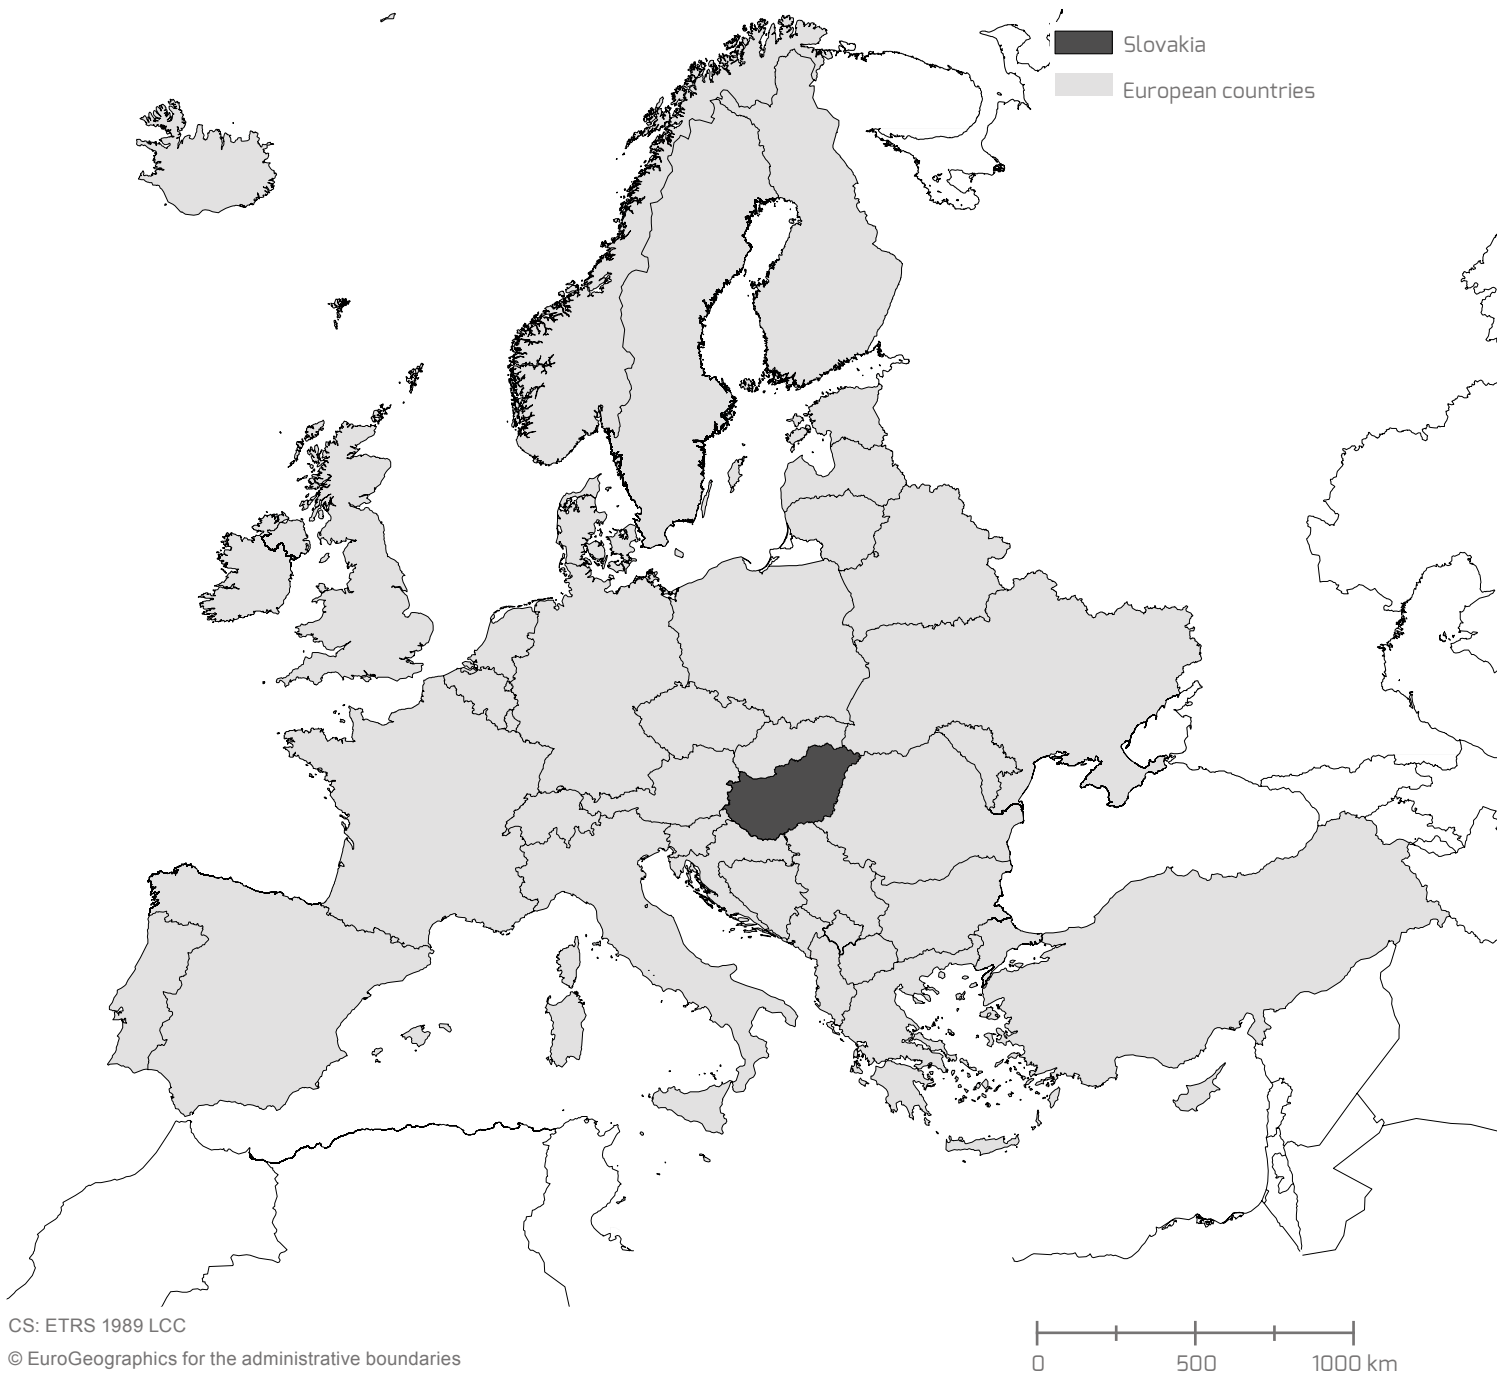 Slovakia
European countries
CS: ETRS 1989 LCC
© EuroGeographics for the administrative boundaries
0 500 1000 km